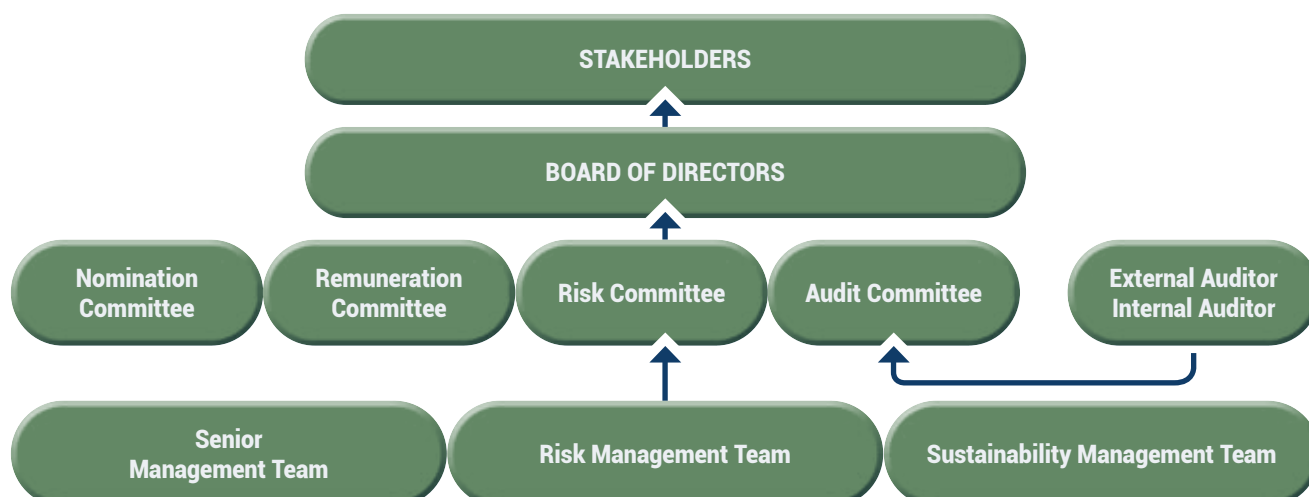 STAKEHOLDERS
BOARD OF DIRECTORS
Nomination
Committee
Remuneration
Committee
Risk Committee
Audit Committee
External Auditor
Internal Auditor
Senior
Management Team
Risk Management Team
Sustainability Management Team